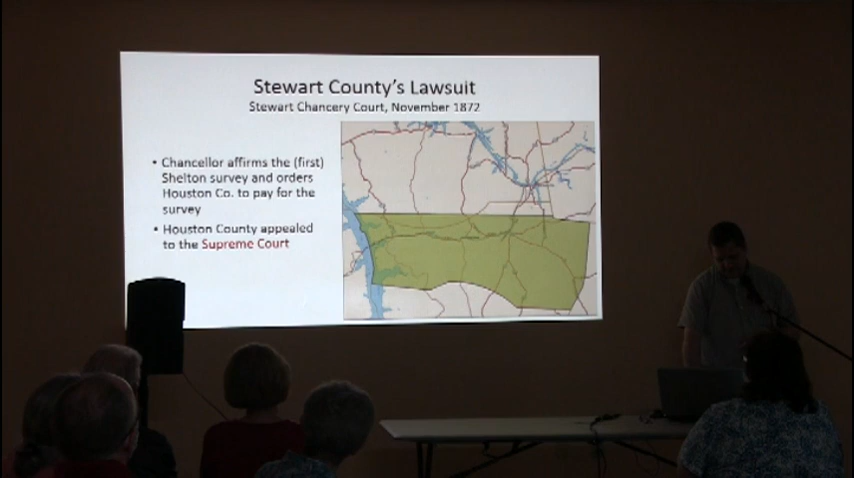 Stewart County's Lawsuit
Stewart Chancery Court, November 1872
• Chancellor affirms the (first)
Shelton survey and orders
Houston Co. to pay for the
survey
• Houston County appealed
to the Supreme Court